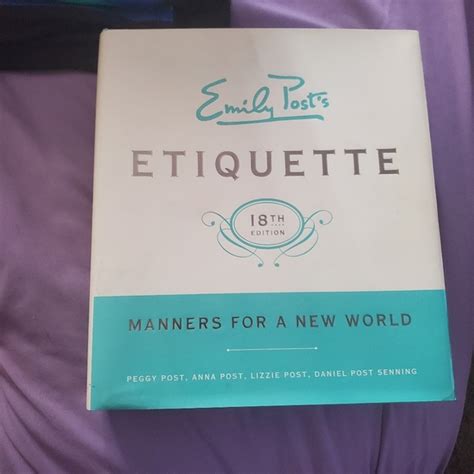 Emily Post's
ETIQUETTE
18TH
EDITION
MANNERS FOR A NEW WORLD
PEGGY POST, ANNA POST, LIZZIE POST, DANIEL POST SENNING